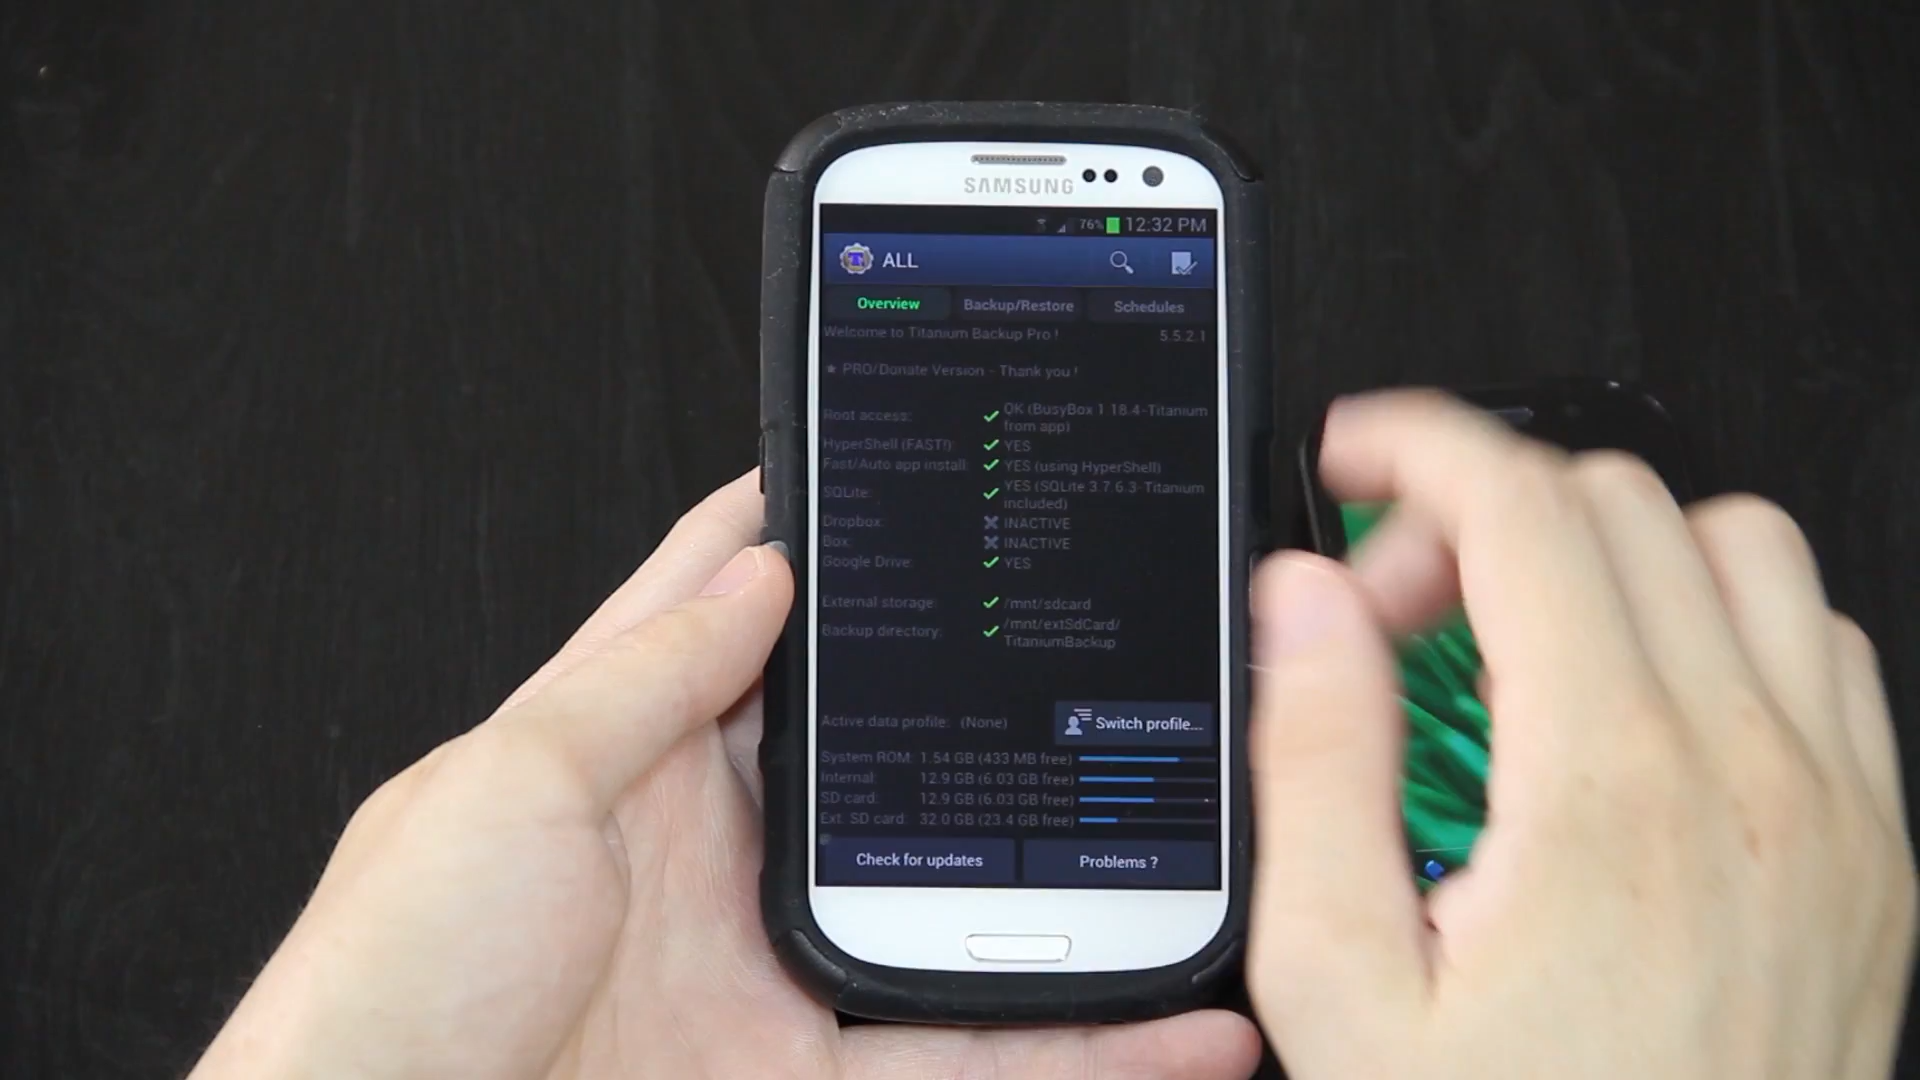 SAMSUNG
76% 12:32 PM
ALL
Overview Backup/Restore Schedules
Welcome to Titanium Backup Pro ! 5.5.2.1
★ PRO/Donate Version - Thank you !
Root access: ✔ OK (BusyBox 1 18.4-Titanium
from app)
HyperShell (FAST!): ✔ YES
Fast/Auto app install: ✔ YES (using HyperShell)
SQLite: ✔ YES (SQLite 3.7.6.3-Titanium
included)
Dropbox: ✖ INACTIVE
Box: ✖ INACTIVE
Google Drive: ✔ YES
External storage: ✔ /mnt/sdcard
Backup directory: ✔ /mnt/extSdCard/
TitaniumBackup
Active data profile: (None) Switch profile...
System ROM: 1.54 GB (433 MB free)
Internal: 12.9 GB (6.03 GB free)
SD card: 12.9 GB (6.03 GB free)
Ext. SD card: 32.0 GB (23.4 GB free)
Check for updates Problems ?